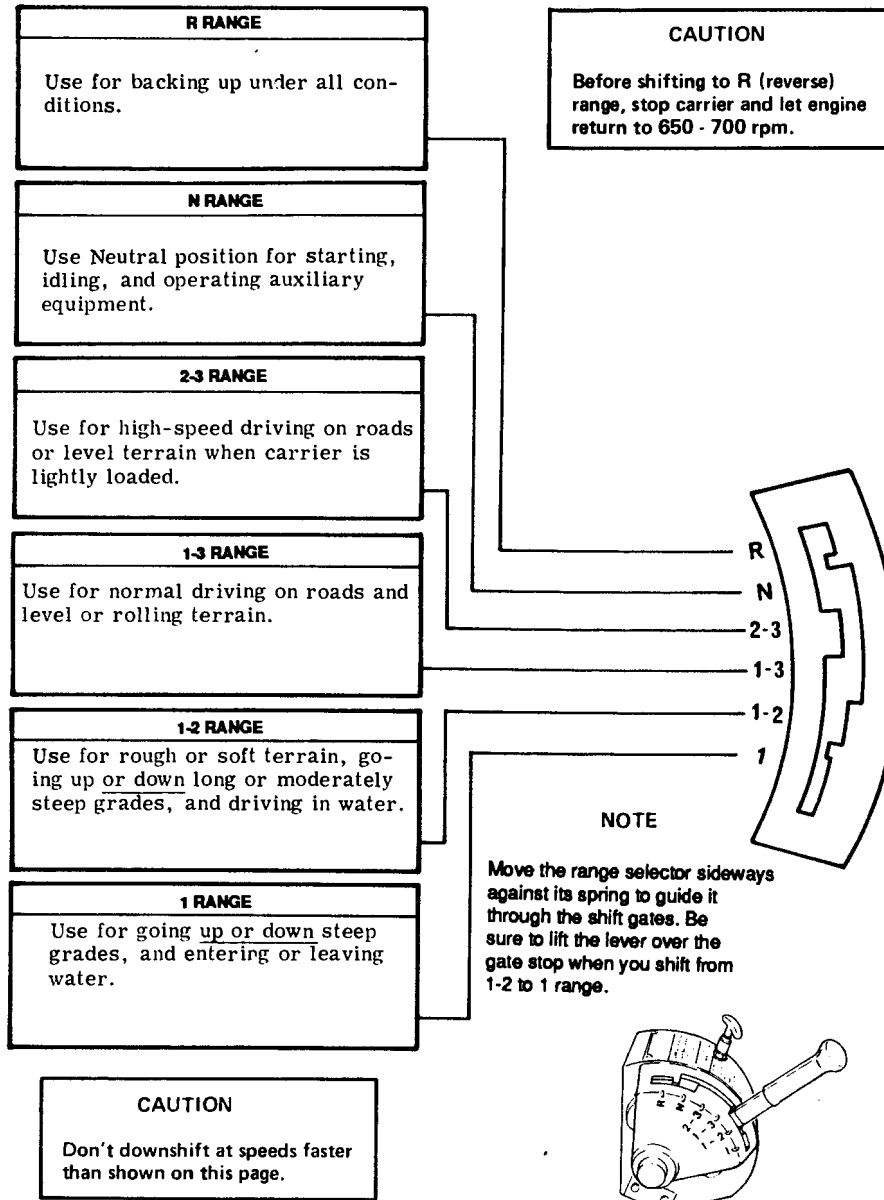 R RANGE
Use for backing up under all con-
ditions.
CAUTION
Before shifting to R (reverse)
range, stop carrier and let engine
return to 650 - 700 rpm.
N RANGE
Use Neutral position for starting,
idling, and operating auxiliary
equipment.
2-3 RANGE
Use for high-speed driving on roads
or level terrain when carrier is
lightly loaded.
1-3 RANGE
Use for normal driving on roads and
level or rolling terrain.
1-2 RANGE
Use for rough or soft terrain, go-
ing up or down long or moderately
steep grades, and driving in water.
1 RANGE
Use for going up or down steep
grades, and entering or leaving
water.
R
N
2-3
1-3
1-2
1
NOTE
Move the range selector sideways
against its spring to guide it
through the shift gates. Be
sure to lift the lever over the
gate stop when you shift from
1-2 to 1 range.
CAUTION
Don't downshift at speeds faster
than shown on this page.